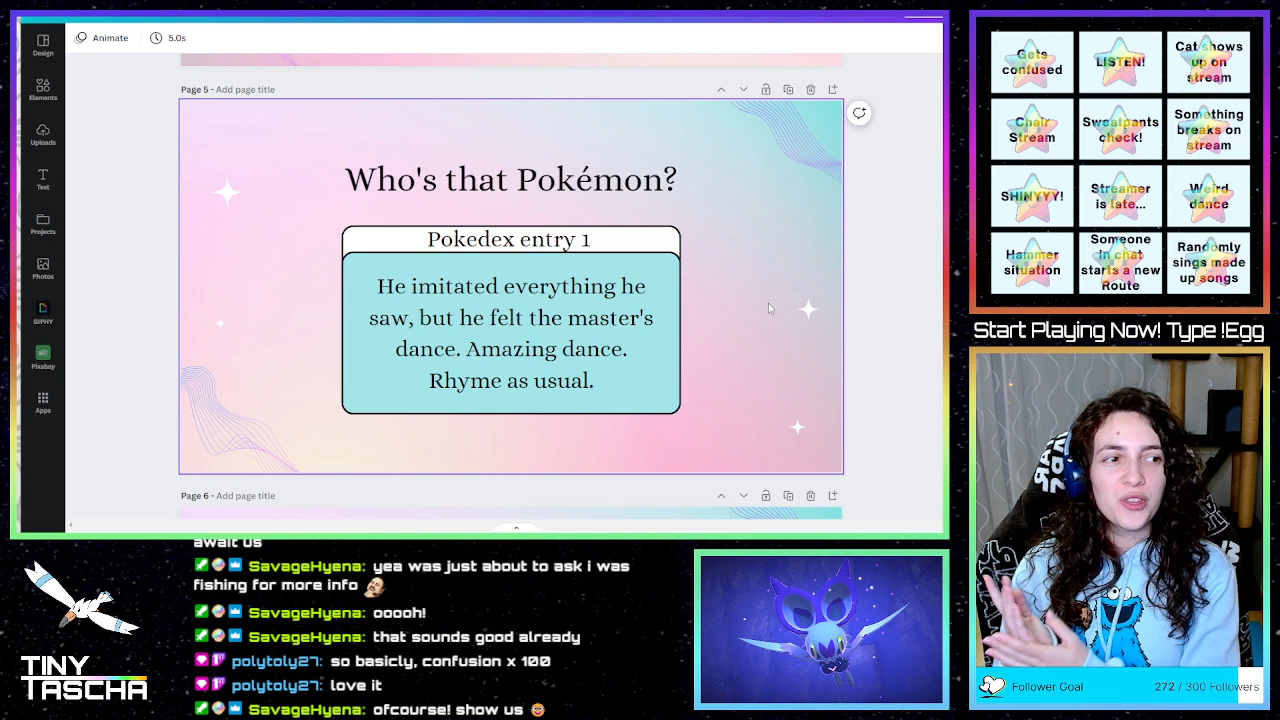 Animate
5.0s
Design
Elements
Uploads
Text
Projects
Photos
GIPHY
Pixabay
Apps
Page 5 - Add page title
Who's that Pokémon?
Pokedex entry 1
He imitated everything he
saw, but he felt the master's
dance. Amazing dance.
Rhyme as usual.
Page 6 - Add page title
Gets
confused
LISTEN!
Cat shows
up on
stream
Chair
Stream
Sweatpants
check!
Something
breaks on
stream
SHINYYY!
Streamer
is late...
Weird
dance
Hammer
situation
Someone
in chat
starts a new
Route
Randomly
sings made
up songs
Start Playing Now! Type !Egg
await us
SavageHyena: yea was just about to ask i was
fishing for more info
SavageHyena: ooooh!
SavageHyena: that sounds good already
polytoly27: so basicly, confusion x 100
polytoly27: love it
SavageHyena: ofcourse! show us
TINY
TASCHA
Follower Goal
272 / 300 Followers